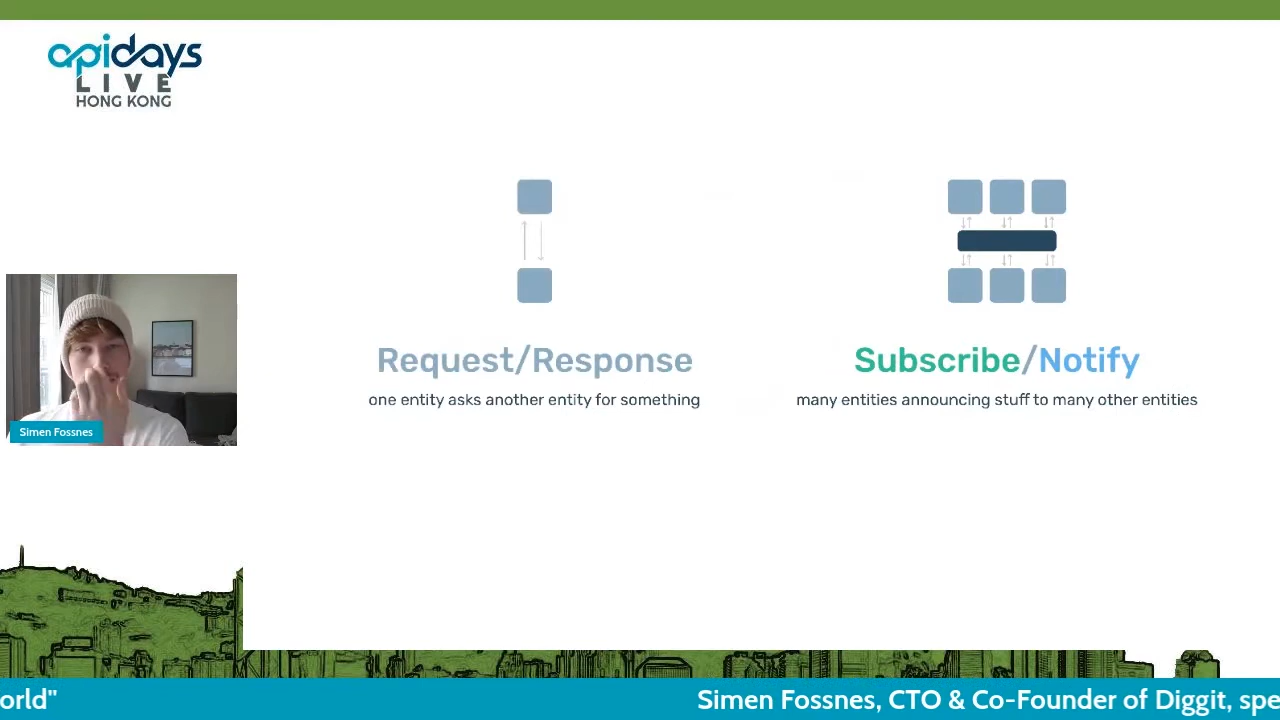 apidays
LIVE
HONG KONG
Request/Response
one entity asks another entity for something
Subscribe/Notify
many entities announcing stuff to many other entities
Simen Fossnes
orld"
Simen Fossnes, CTO & Co-Founder of Diggit, spe